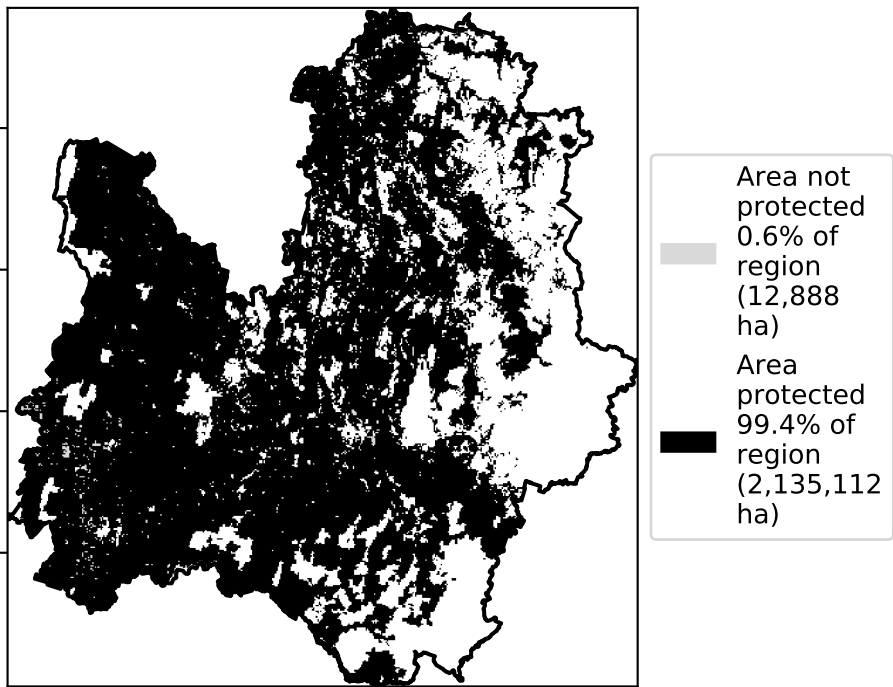 Area not
protected
0.6% of
region
(12,888
ha)
Area
protected
99.4% of
region
(2,135,112
ha)